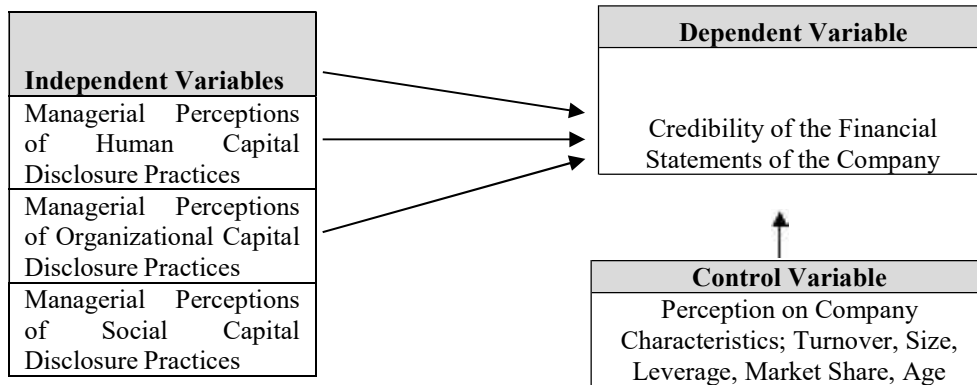 Independent Variables
Managerial Perceptions
of Human Capital
Disclosure Practices
Managerial Perceptions
of Organizational Capital
Disclosure Practices
Managerial Perceptions
of Social Capital
Disclosure Practices
Dependent Variable
Credibility of the Financial
Statements of the Company
Control Variable
Perception on Company
Characteristics; Turnover, Size,
Leverage, Market Share, Age